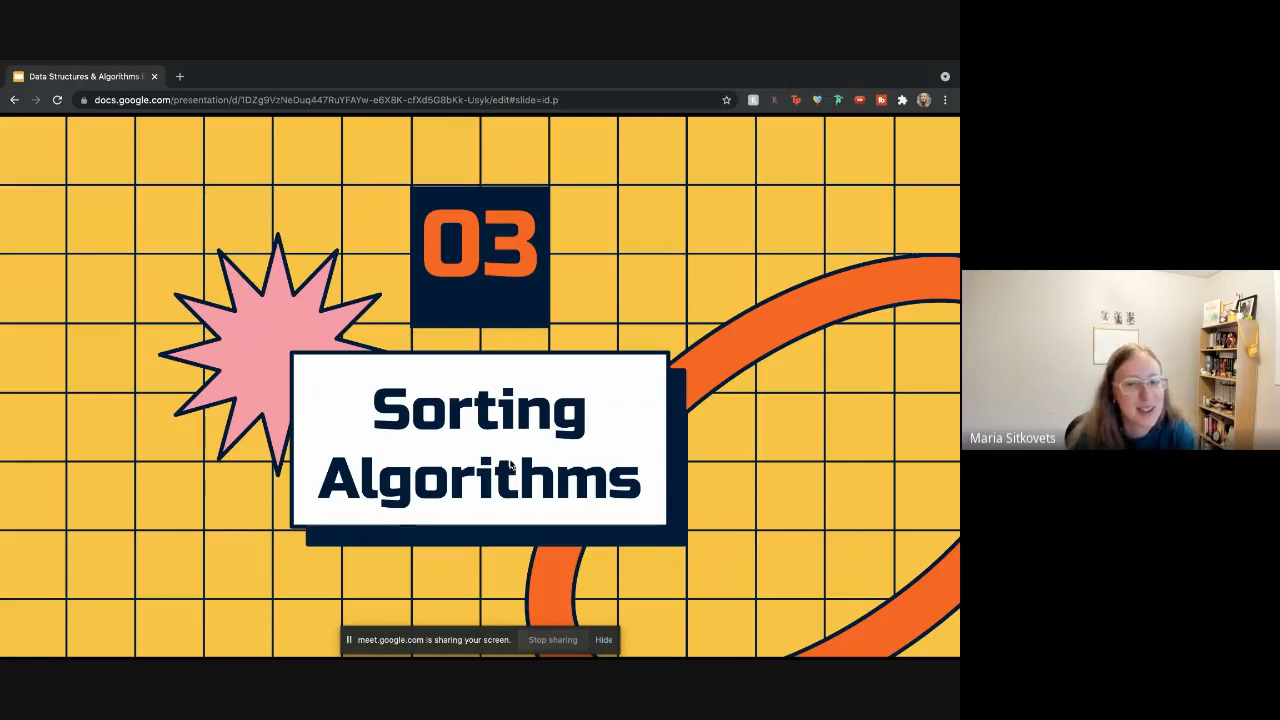 Data Structures & Algorithms i
docs.google.com/presentation/d/1DZg9VzNeDuq447RuYFAYw-e6X8K-cfXd5G8bKk-Usyk/edit#slide=id.p
03
Sorting
Algorithms
meet.google.com is sharing your screen.
Stop sharing
Hide
Maria Sitkovets